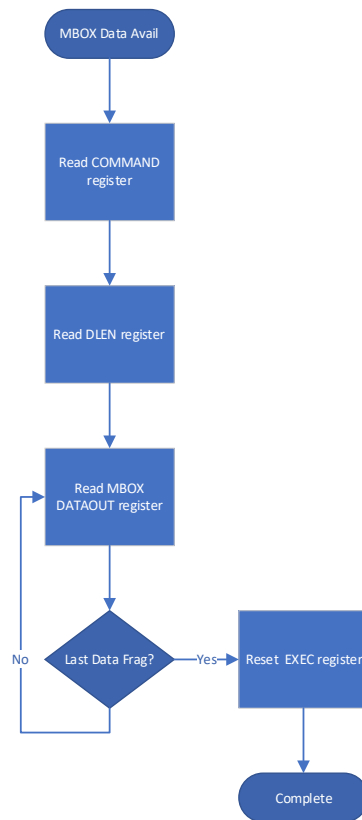 MBOX Data Avail
Read COMMAND
register
Read DLEN register
Read MBOX
DATAOUT register
Last Data Frag?
Yes
Reset EXEC register
No
Complete